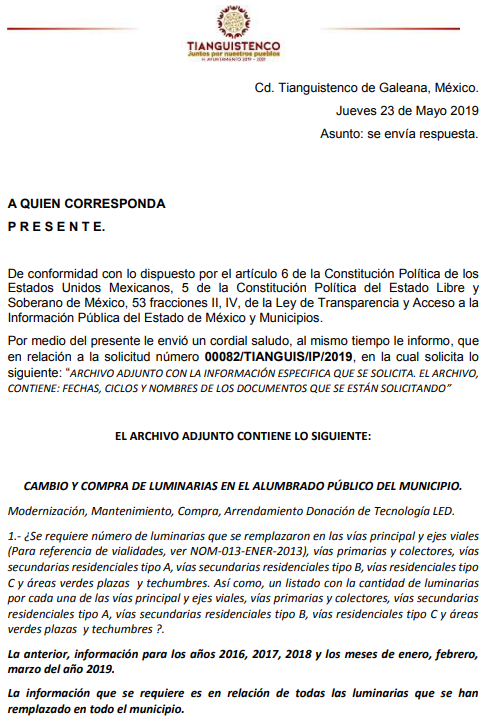 TIANGUISTENCO
Juntos por nuestros pueblos
H. AYUNTAMIENTO 2019 - 2021
Cd. Tianguistenco de Galeana, México.
Jueves 23 de Mayo 2019
Asunto: se envía respuesta.
A QUIEN CORRESPONDA
P R E S E N T E.
De conformidad con lo dispuesto por el artículo 6 de la Constitución Política de los
Estados Unidos Mexicanos, 5 de la Constitución Política del Estado Libre y
Soberano de México, 53 fracciones II, IV, de la Ley de Transparencia y Acceso a la
Información Pública del Estado de México y Municipios.
Por medio del presente le envió un cordial saludo, al mismo tiempo le informo, que
en relación a la solicitud número 00082/TIANGUIS/IP/2019, en la cual solicita lo
siguiente: “ARCHIVO ADJUNTO CON LA INFORMACIÓN ESPECIFICA QUE SE SOLICITA. EL ARCHIVO,
CONTIENE: FECHAS, CICLOS Y NOMBRES DE LOS DOCUMENTOS QUE SE ESTÁN SOLICITANDO”
EL ARCHIVO ADJUNTO CONTIENE LO SIGUIENTE:
CAMBIO Y COMPRA DE LUMINARIAS EN EL ALUMBRADO PÚBLICO DEL MUNICIPIO.
Modernización, Mantenimiento, Compra, Arrendamiento Donación de Tecnología LED.
1.- ¿Se requiere número de luminarias que se remplazaron en las vías principal y ejes viales
(Para referencia de vialidades, ver NOM-013-ENER-2013), vías primarias y colectores, vías
secundarias residenciales tipo A, vías secundarias residenciales tipo B, vías residenciales tipo
C y áreas verdes plazas y techumbres. Así como, un listado con la cantidad de luminarias
por cada una de las vías principal y ejes viales, vías primarias y colectores, vías secundarias
residenciales tipo A, vías secundarias residenciales tipo B, vías residenciales tipo C y áreas
verdes plazas y techumbres ?.
La anterior, información para los años 2016, 2017, 2018 y los meses de enero, febrero,
marzo del año 2019.
La información que se requiere es en relación de todas las luminarias que se han
remplazado en todo el municipio.